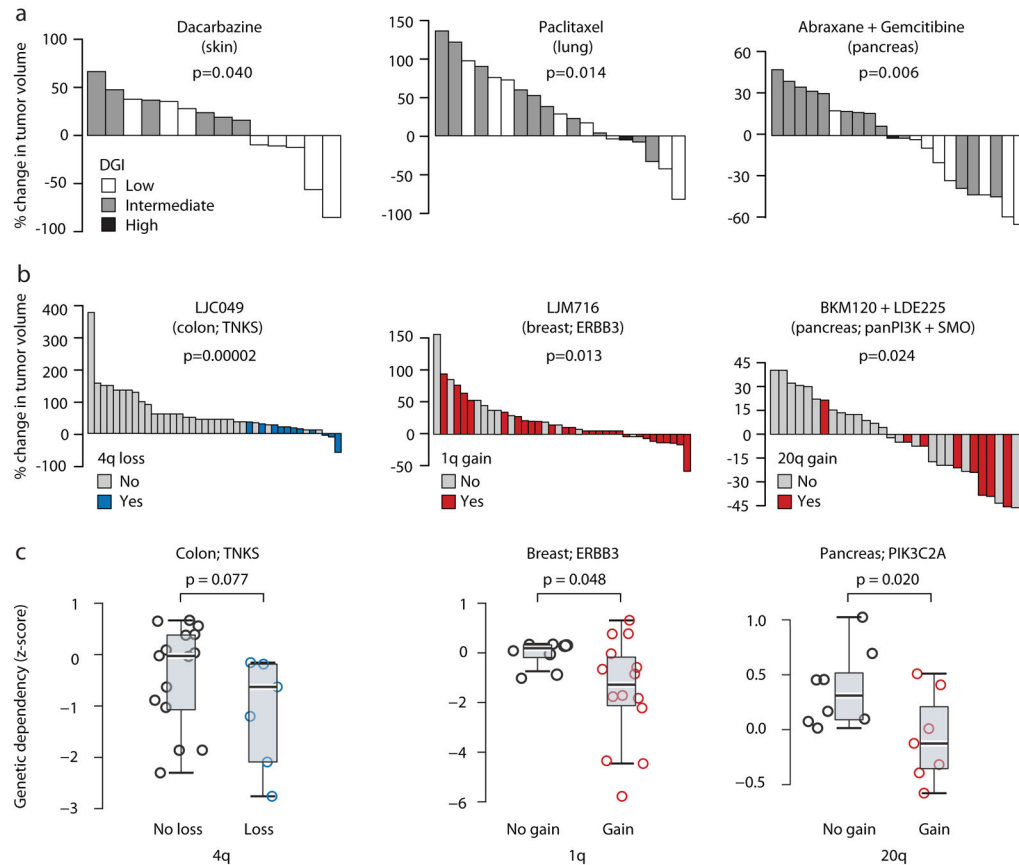 a
Dacarbazine
(skin)
p=0.040
Paclitaxel
(lung)
p=0.014
Abraxane + Gemcitibine
(pancreas)
p=0.006
% change in tumor volume
100
50
0
-50
-100
DGI
Low
Intermediate
High
150
100
50
0
-50
-100
60
30
0
-30
-60
b
LJC049
(colon; TNKS)
p=0.00002
LJM716
(breast; ERBB3)
p=0.013
BKM120 + LDE225
(pancreas; panPI3K + SMO)
p=0.024
% change in tumor volume
400
300
200
100
0
-100
4q loss
No
Yes
150
100
50
0
-50
1q gain
No
Yes
45
30
15
0
-15
-30
-45
20q gain
No
Yes
c
Colon; TNKS
p = 0.077
Breast; ERBB3
p = 0.048
Pancreas; PIK3C2A
p = 0.020
Genetic dependency (z-score)
1
0
−1
−2
−3
No loss
Loss
4q
2
0
−2
−4
−6
No gain
Gain
1q
1.0
0.5
0.0
−0.5
No gain
Gain
20q